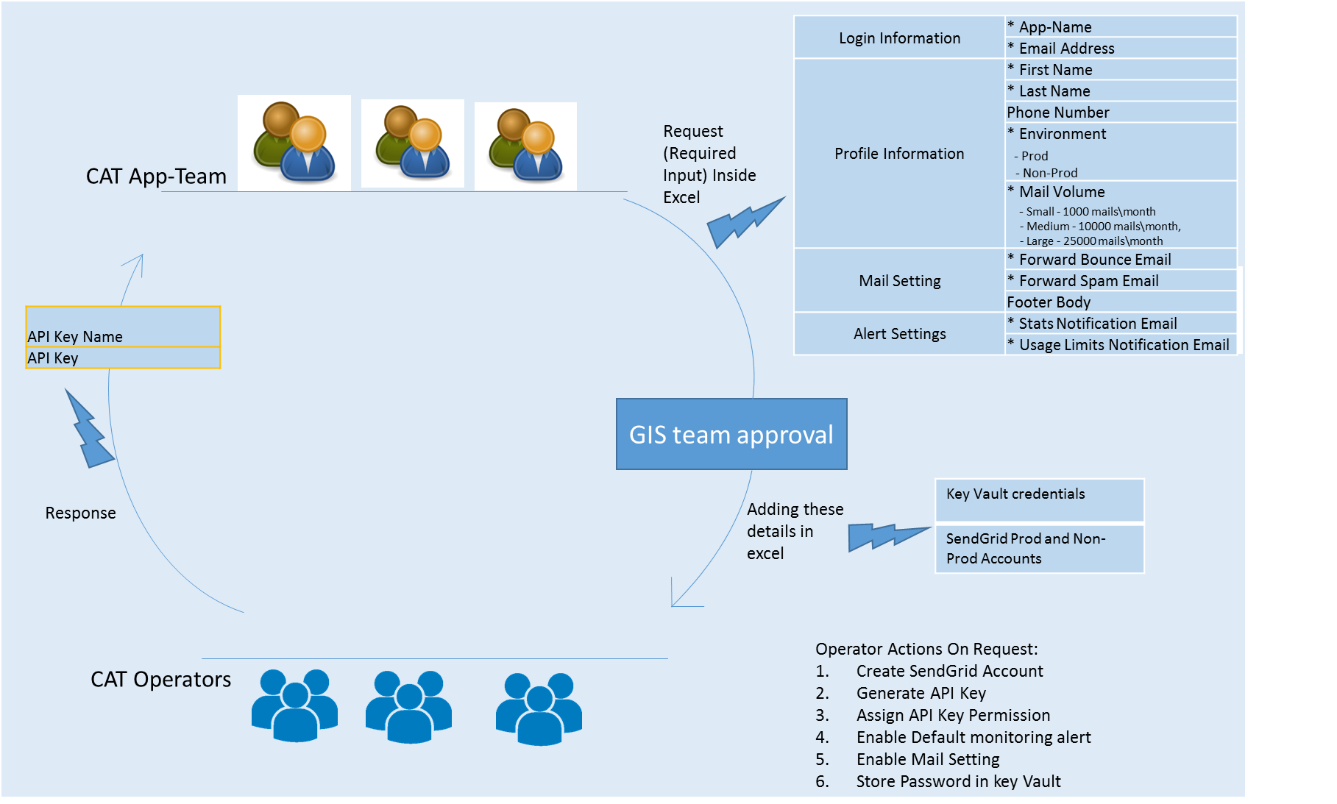 CAT App-Team
Request
(Required
Input) Inside
Excel
Login Information
* App-Name
* Email Address
Profile Information
* First Name
* Last Name
Phone Number
* Environment
- Prod
- Non-Prod
* Mail Volume
- Small - 1000 mails\month
- Medium - 10000 mails\month,
- Large - 25000 mails\month
Mail Setting
* Forward Bounce Email
* Forward Spam Email
Footer Body
Alert Settings
* Stats Notification Email
* Usage Limits Notification Email
API Key Name
API Key
GIS team approval
Response
Adding these
details in
excel
Key Vault credentials
SendGrid Prod and Non-
Prod Accounts
CAT Operators
Operator Actions On Request:
1. Create SendGrid Account
2. Generate API Key
3. Assign API Key Permission
4. Enable Default monitoring alert
5. Enable Mail Setting
6. Store Password in key Vault